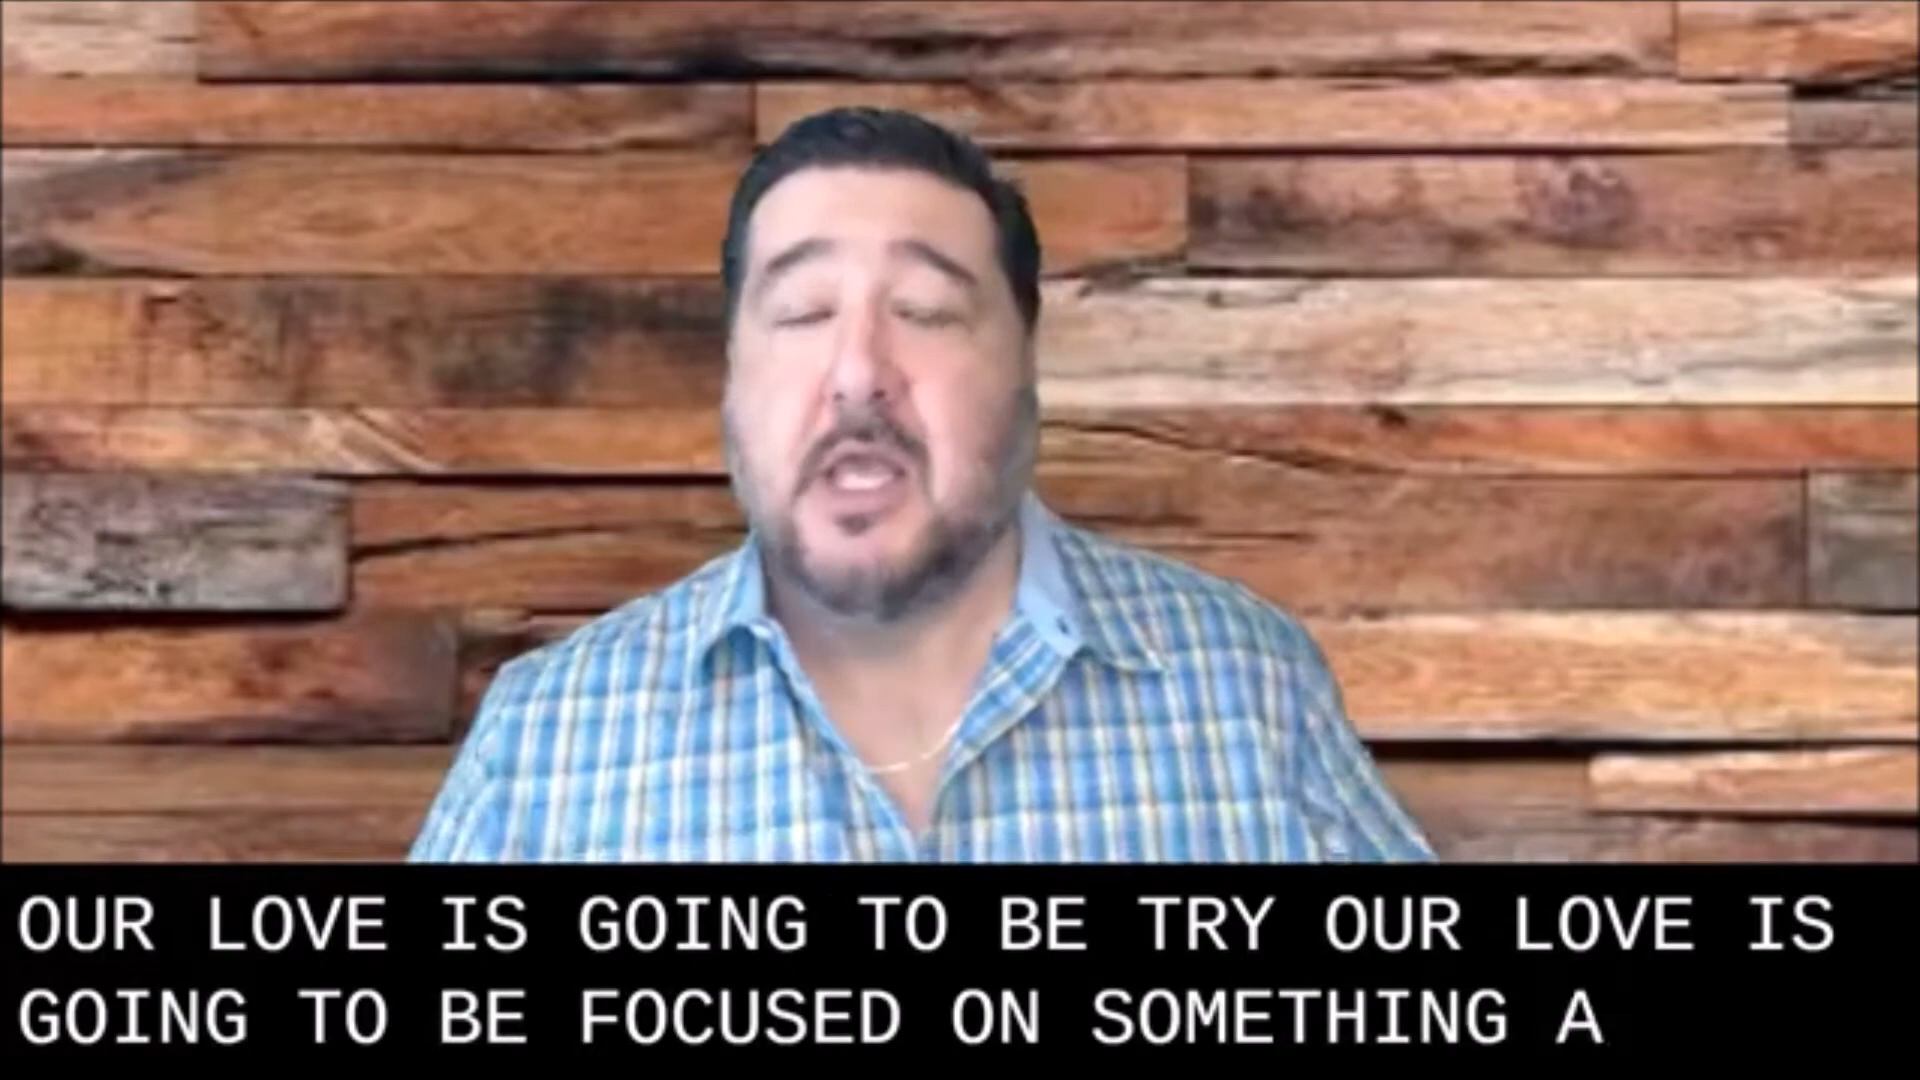 OUR LOVE IS GOING TO BE TRY OUR LOVE IS
GOING TO BE FOCUSED ON SOMETHING A